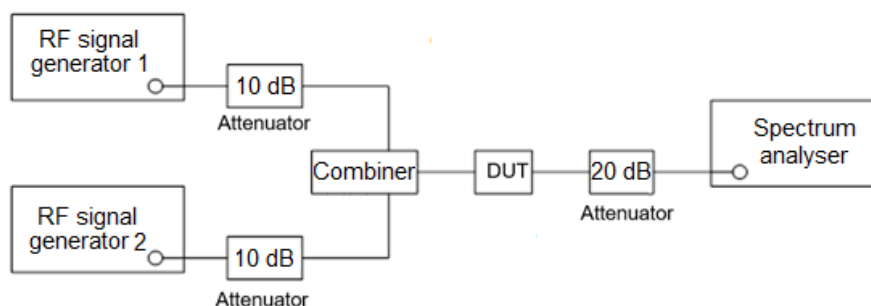 RF signal
generator 1
10 dB
Attenuator
Combiner
DUT
20 dB
Attenuator
Spectrum
analyser
RF signal
generator 2
10 dB
Attenuator